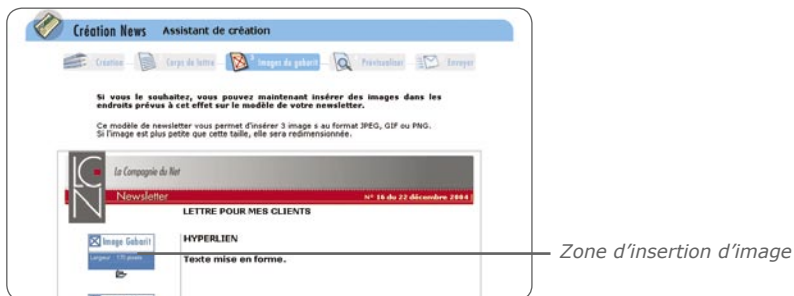 Création News Assistant de création
Création Corps de lettre Images du gabarit Prévisualiser Envoyer
Si vous le souhaitez, vous pouvez maintenant insérer des images dans les
endroits prévus à cet effet sur le modèle de votre newsletter.
Ce modèle de newsletter vous permet d'insérer 3 image s au format JPEG, GIF ou PNG.
Si l'image est plus petite que cette taille, elle sera redimensionnée.
LCN La Compagnie du Net
Newsletter N° 16 du 22 décembre 2004
LETTRE POUR MES CLIENTS
Image Gabarit HYPERLIEN
Largeur : 170 pixels Texte mise en forme.
Zone d'insertion d'image